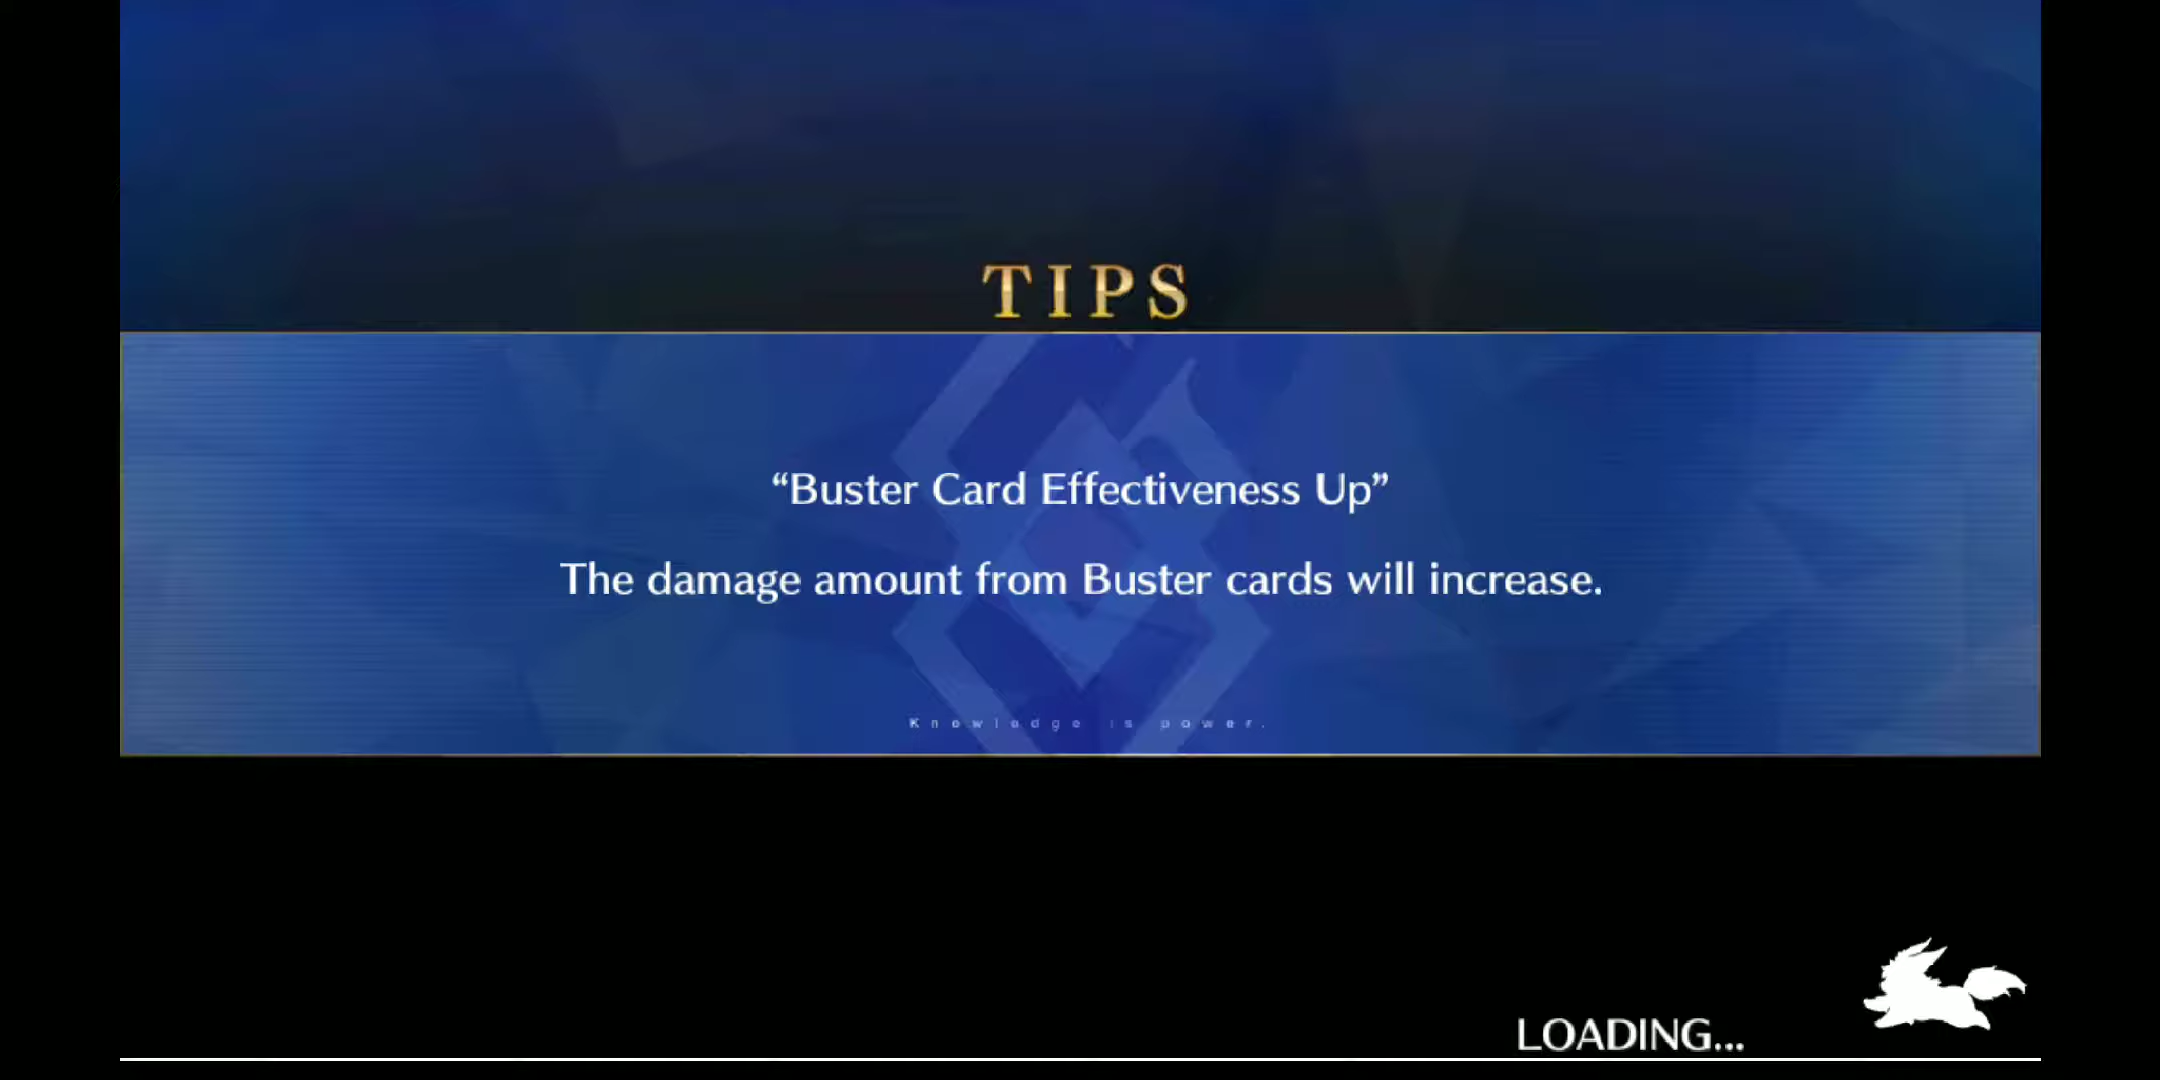 TIPS
“Buster Card Effectiveness Up”
The damage amount from Buster cards will increase.
Knowledge is power.
LOADING...